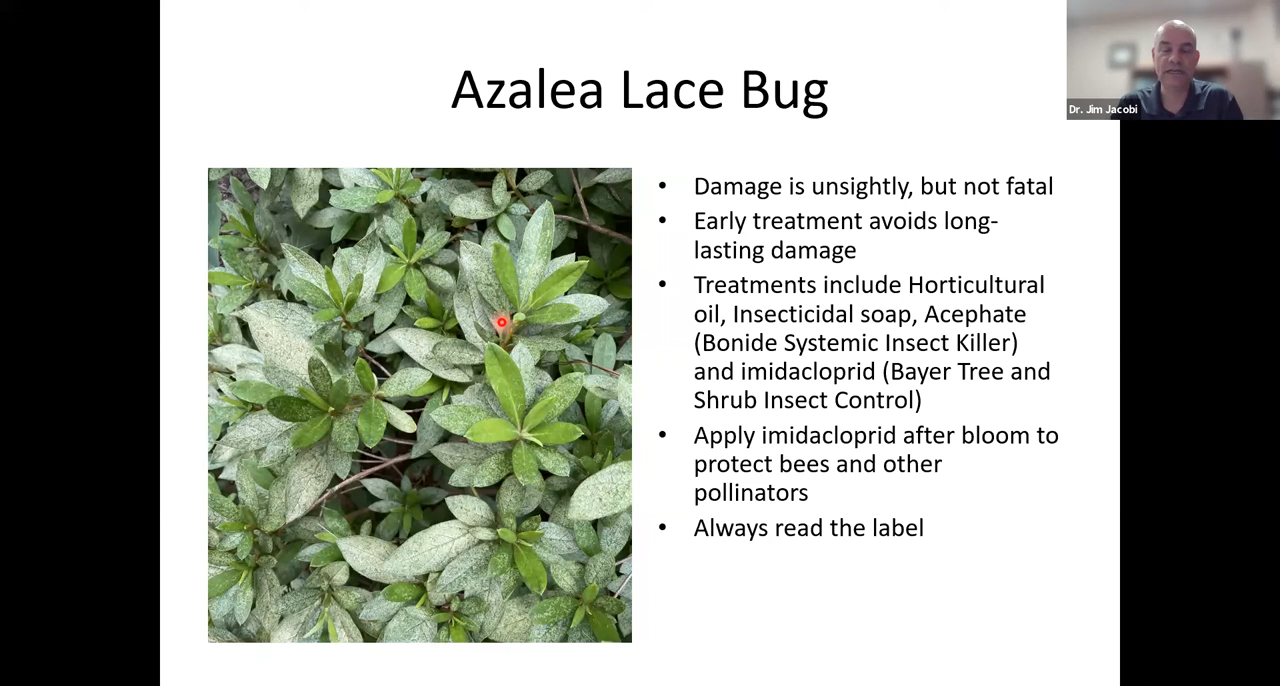 Azalea Lace Bug
Dr. Jim Jacobi
• Damage is unsightly, but not fatal
• Early treatment avoids long-
lasting damage
• Treatments include Horticultural
oil, Insecticidal soap, Acephate
(Bonide Systemic Insect Killer)
and imidacloprid (Bayer Tree and
Shrub Insect Control)
• Apply imidacloprid after bloom to
protect bees and other
pollinators
• Always read the label